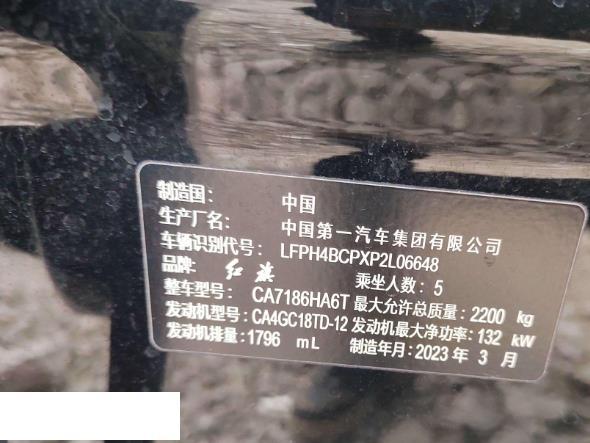 制造国： 中国
生产厂名： 中国第一汽车集团有限公司
车辆识别代号： LFPH4BCPXP2L06648
品牌： 红旗 乘坐人数：5
整车型号： CA7186HA6T 最大允许总质量：2200 kg
发动机型号：CA4GC18TD-12 发动机最大净功率：132 kW
发动机排量：1796 mL 制造年月：2023 年 3 月